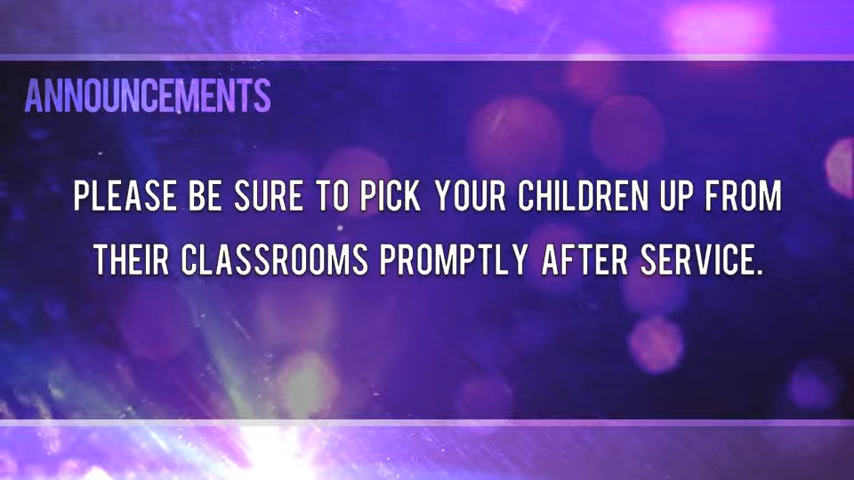 ANNOUNCEMENTS
PLEASE BE SURE TO PICK YOUR CHILDREN UP FROM
THEIR CLASSROOMS PROMPTLY AFTER SERVICE.